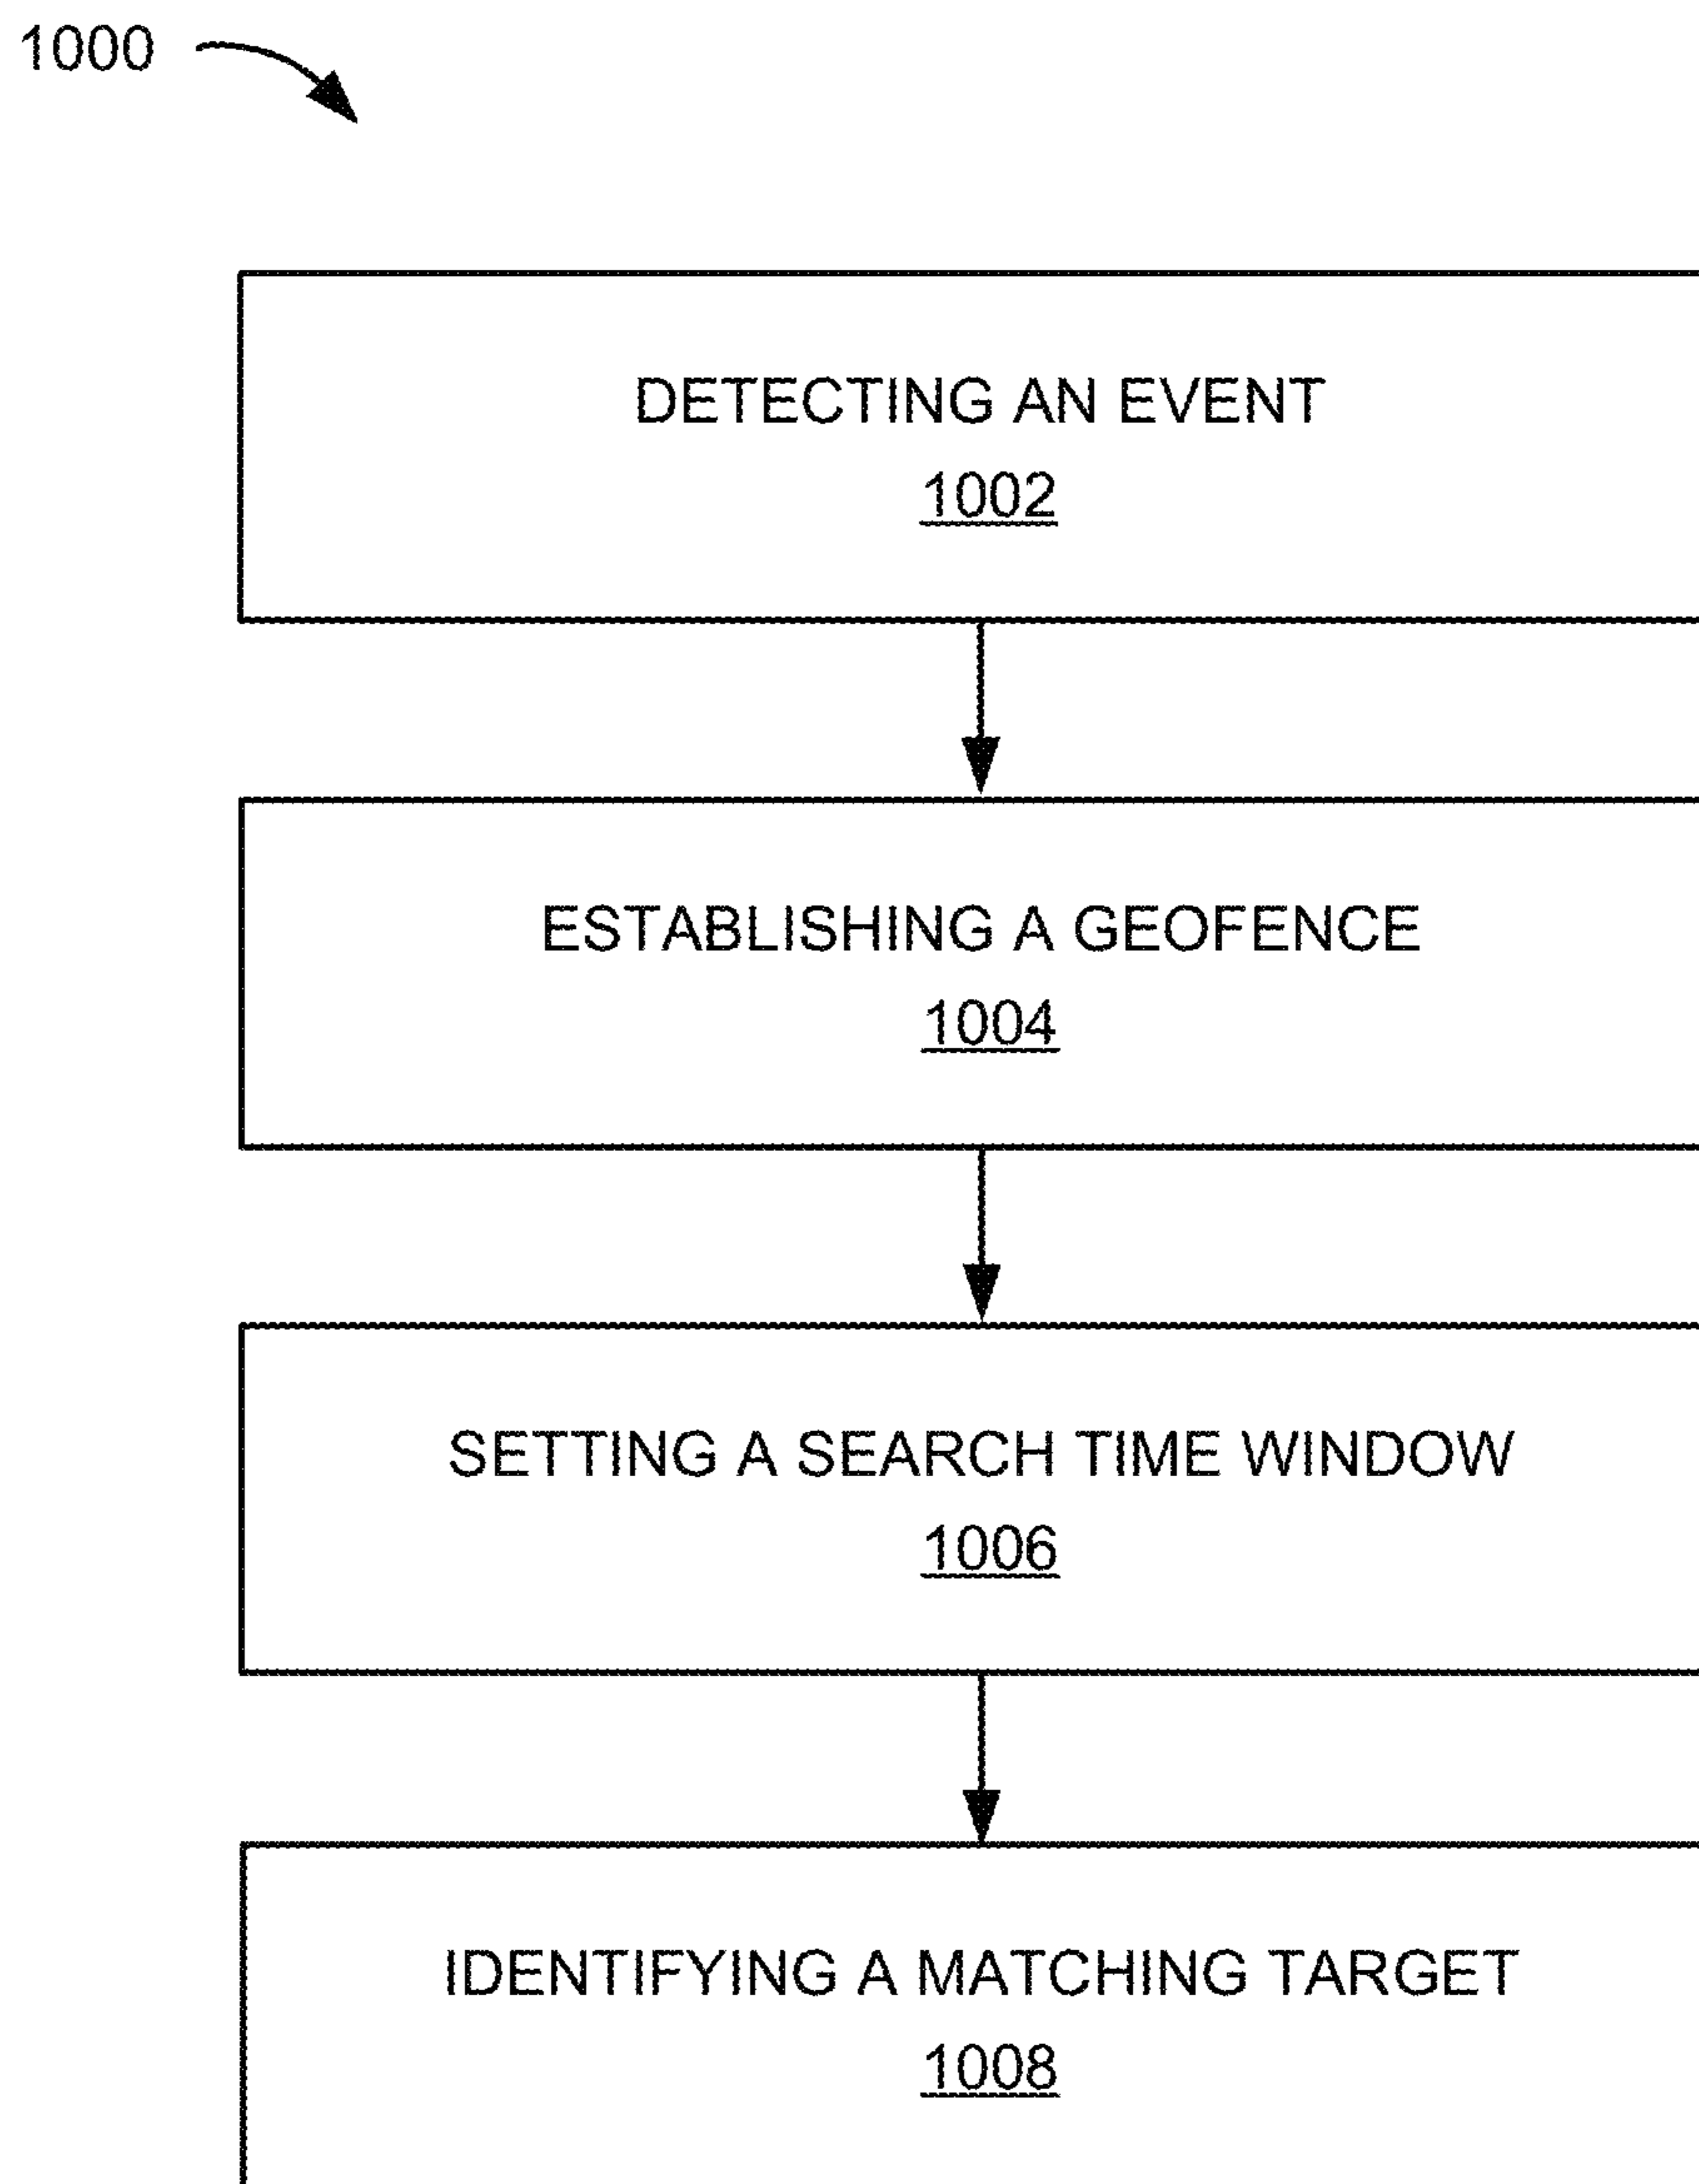 1000
DETECTING AN EVENT
1002
ESTABLISHING A GEOFENCE
1004
SETTING A SEARCH TIME WINDOW
1006
IDENTIFYING A MATCHING TARGET
1008